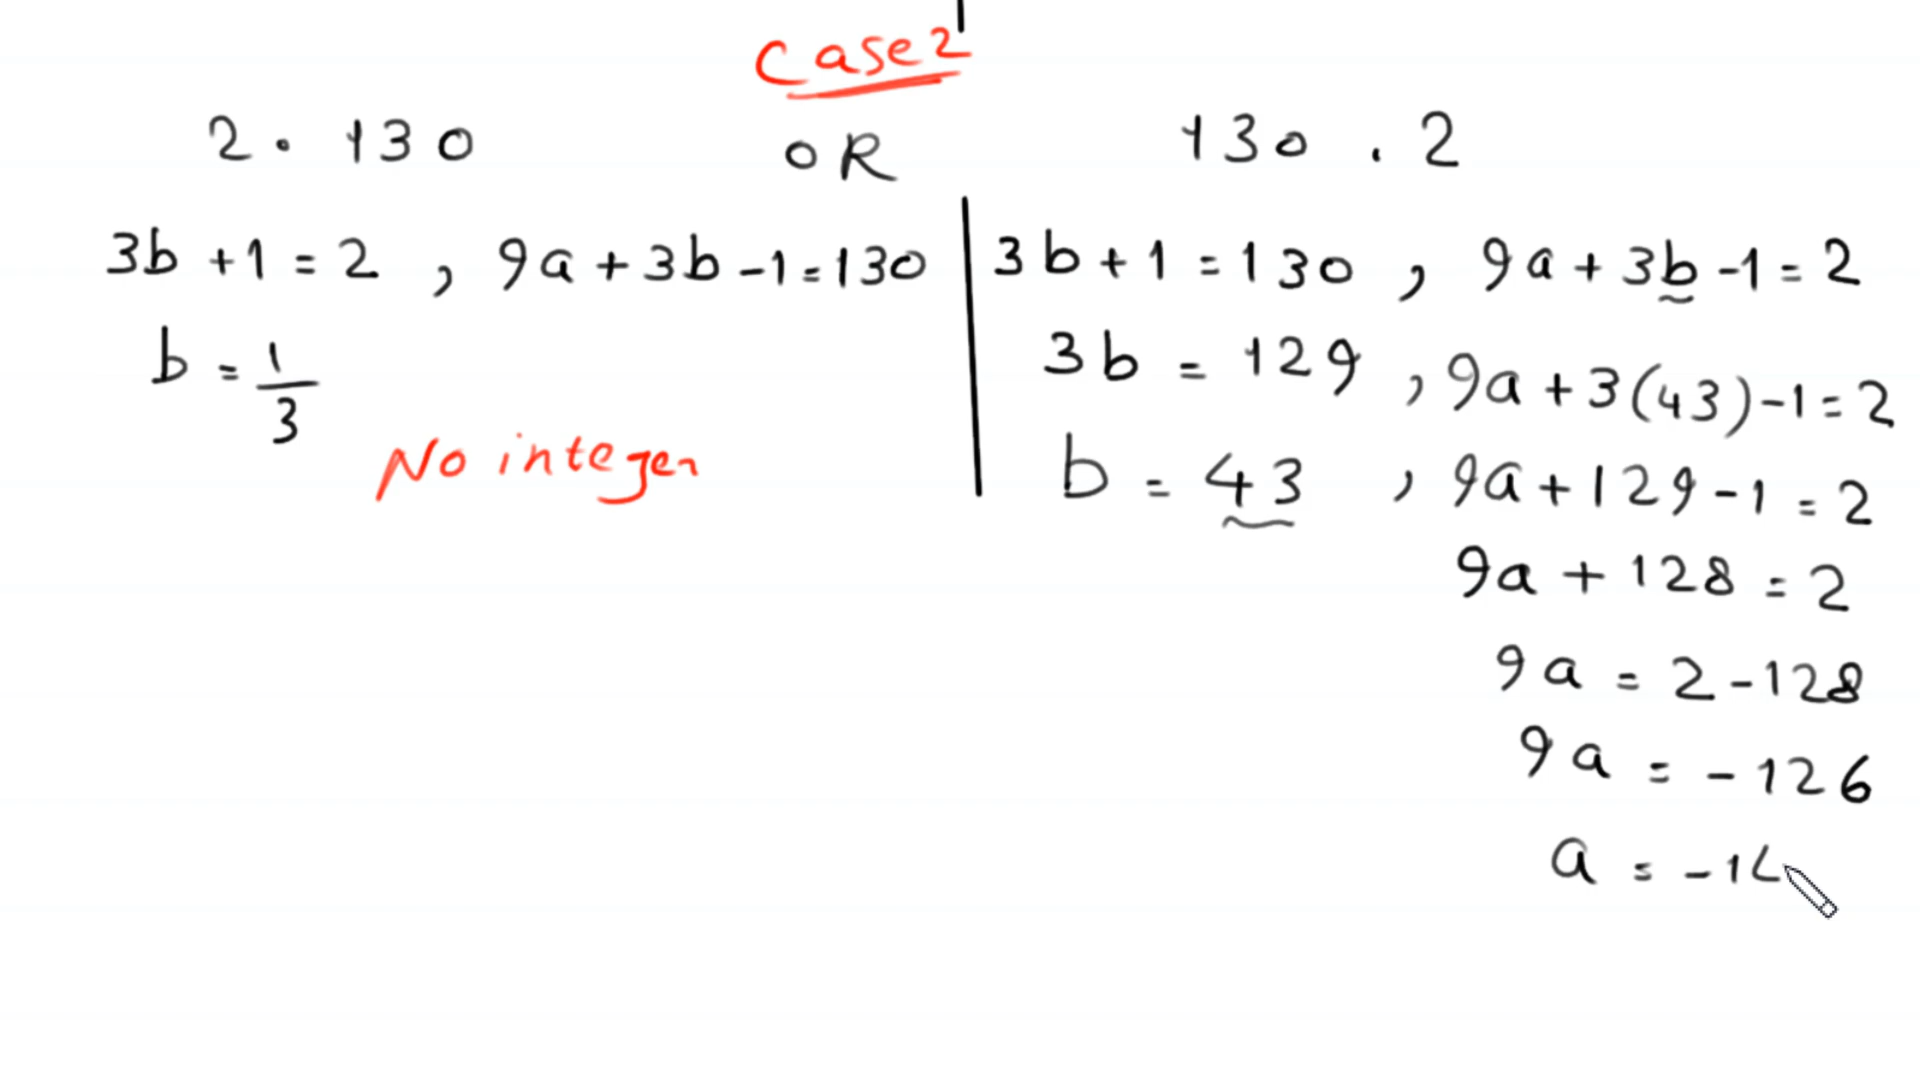 Case 2
2 . 130 OR 130 . 2
3b + 1 = 2 , 9a + 3b - 1 = 130
b = 1/3
No integer
3b + 1 = 130 , 9a + 3b - 1 = 2
3b = 129 , 9a + 3(43) - 1 = 2
b = 43 , 9a + 129 - 1 = 2
9a + 128 = 2
9a = 2 - 128
9a = - 126
a = - 14